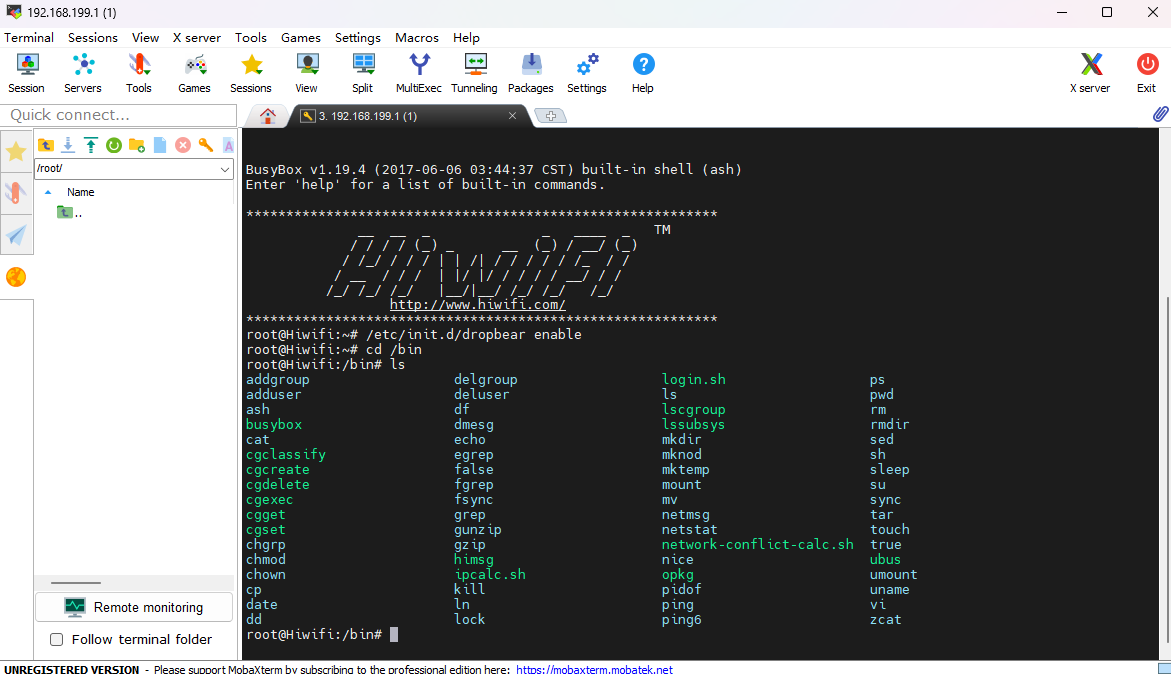 192.168.199.1 (1)
Terminal Sessions View X server Tools Games Settings Macros Help
Session Servers Tools Games Sessions View Split MultiExec Tunneling Packages Settings Help X server Exit
Quick connect...
3. 192.168.199.1 (1)
/root/
Name
..
BusyBox v1.19.4 (2017-06-06 03:44:37 CST) built-in shell (ash)
Enter 'help' for a list of built-in commands.
***********************************************************
HiWiFi TM
http://www.hiwifi.com/
***********************************************************
root@Hiwifi:~# /etc/init.d/dropbear enable
root@Hiwifi:~# cd /bin
root@Hiwifi:/bin# ls
addgroup delgroup login.sh ps
adduser deluser ls pwd
ash df lscgroup rm
busybox dmesg lssubsys rmdir
cat echo mkdir sed
cgclassify egrep mknod sh
cgcreate false mktemp sleep
cgdelete fgrep mount su
cgexec fsync mv sync
cgget grep netmsg tar
cgset gunzip netstat touch
chgrp gzip network-conflict-calc.sh true
chmod himsg nice ubus
chown ipcalc.sh opkg umount
cp kill pidof uname
date ln ping vi
dd lock ping6 zcat
root@Hiwifi:/bin#
Remote monitoring
Follow terminal folder
UNREGISTERED VERSION - Please support MobaXterm by subscribing to the professional edition here: https://mobaxterm.mobatek.net